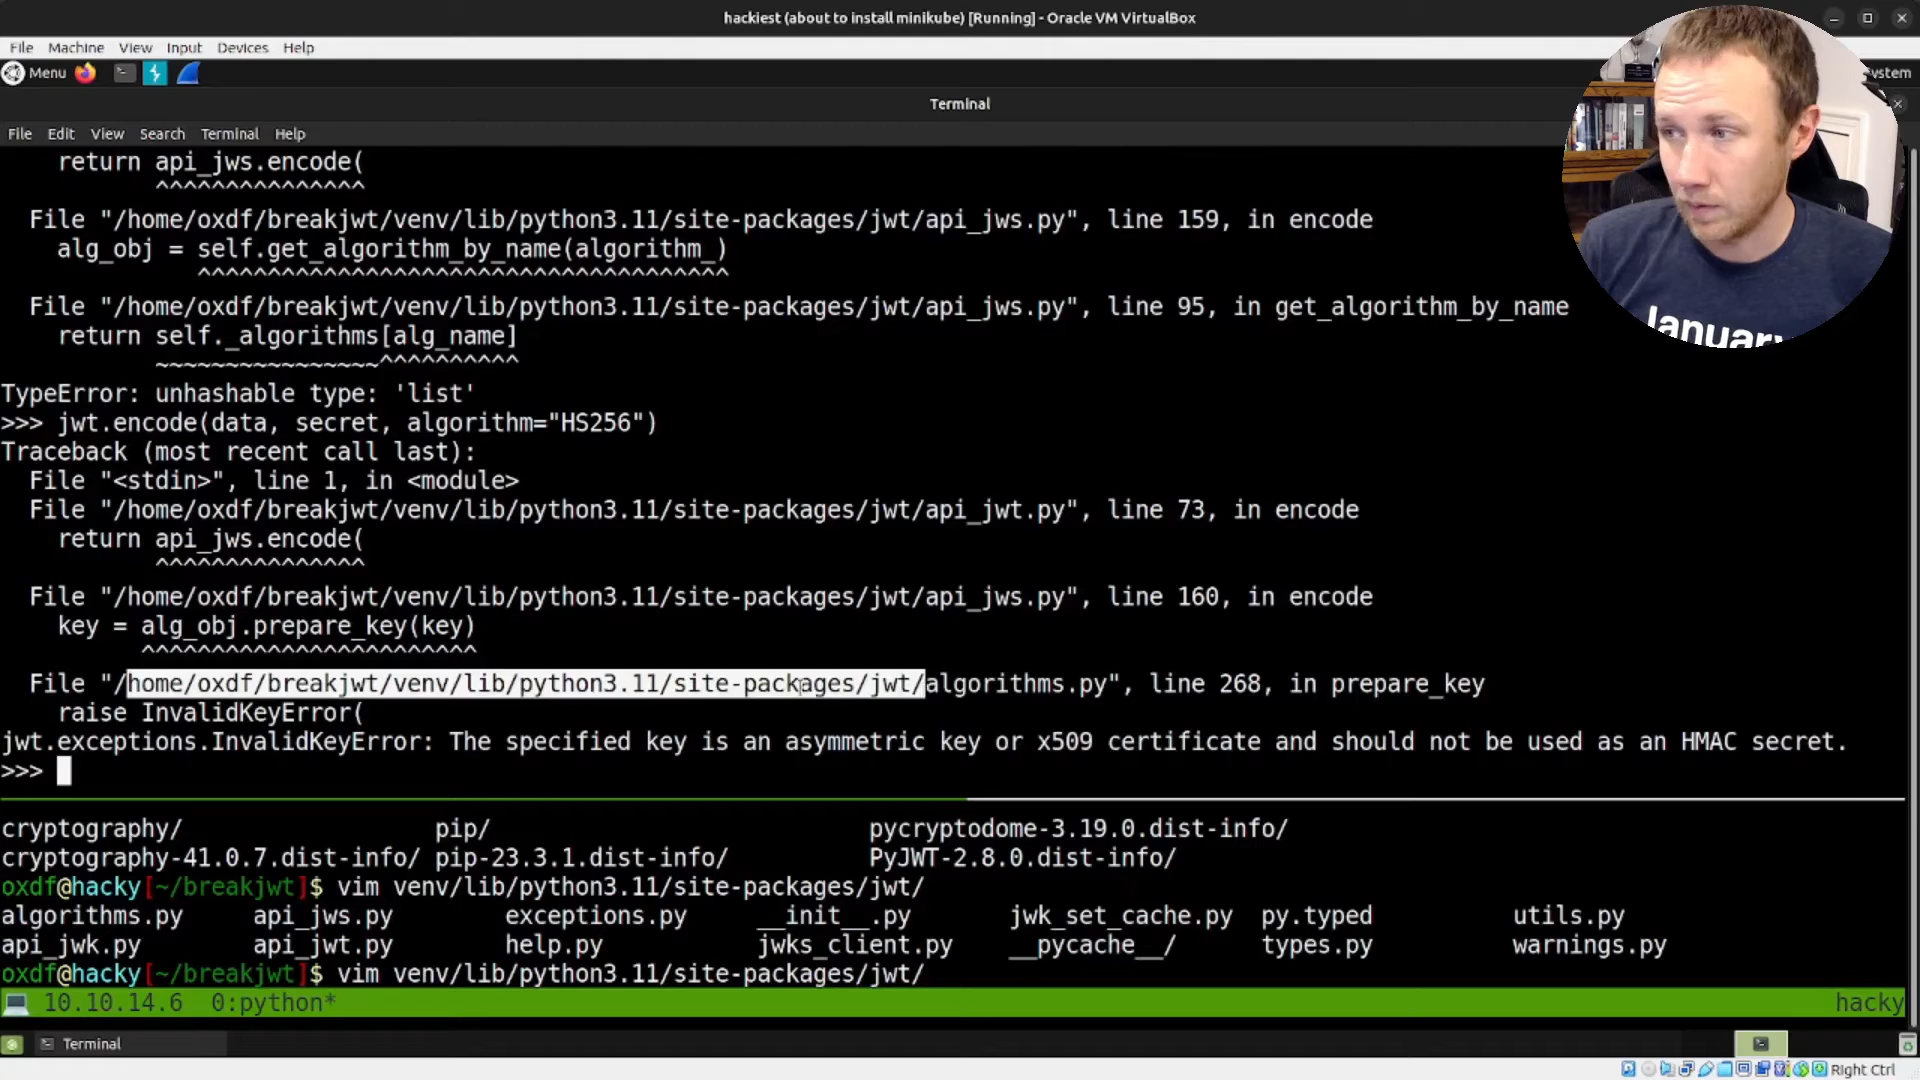 hackiest (about to install minikube) [Running] - Oracle VM VirtualBox
File Machine View Input Devices Help
Menu
Terminal
File Edit View Search Terminal Help
    return api_jws.encode(
           ^^^^^^^^^^^^^^^
  File "/home/oxdf/breakjwt/venv/lib/python3.11/site-packages/jwt/api_jws.py", line 159, in encode
    alg_obj = self.get_algorithm_by_name(algorithm_)
              ^^^^^^^^^^^^^^^^^^^^^^^^^^^^^^^^^^^^^^
  File "/home/oxdf/breakjwt/venv/lib/python3.11/site-packages/jwt/api_jws.py", line 95, in get_algorithm_by_name
    return self._algorithms[alg_name]
           ~~~~~~~~~~~~~~~~^^^^^^^^^^
TypeError: unhashable type: 'list'
>>> jwt.encode(data, secret, algorithm="HS256")
Traceback (most recent call last):
  File "<stdin>", line 1, in <module>
  File "/home/oxdf/breakjwt/venv/lib/python3.11/site-packages/jwt/api_jwt.py", line 73, in encode
    return api_jws.encode(
           ^^^^^^^^^^^^^^^
  File "/home/oxdf/breakjwt/venv/lib/python3.11/site-packages/jwt/api_jws.py", line 160, in encode
    key = alg_obj.prepare_key(key)
          ^^^^^^^^^^^^^^^^^^^^^^^^
  File "/home/oxdf/breakjwt/venv/lib/python3.11/site-packages/jwt/algorithms.py", line 268, in prepare_key
    raise InvalidKeyError(
jwt.exceptions.InvalidKeyError: The specified key is an asymmetric key or x509 certificate and should not be used as an HMAC secret.
>>>
cryptography/ pip/ pycryptodome-3.19.0.dist-info/
cryptography-41.0.7.dist-info/ pip-23.3.1.dist-info/ PyJWT-2.8.0.dist-info/
oxdf@hacky[~/breakjwt]$ vim venv/lib/python3.11/site-packages/jwt/
algorithms.py api_jws.py exceptions.py __init__.py jwk_set_cache.py py.typed utils.py
api_jwk.py api_jwt.py help.py jwks_client.py __pycache__/ types.py warnings.py
oxdf@hacky[~/breakjwt]$ vim venv/lib/python3.11/site-packages/jwt/
10.10.14.6 0:python* hacky
Terminal
Right Ctrl
January